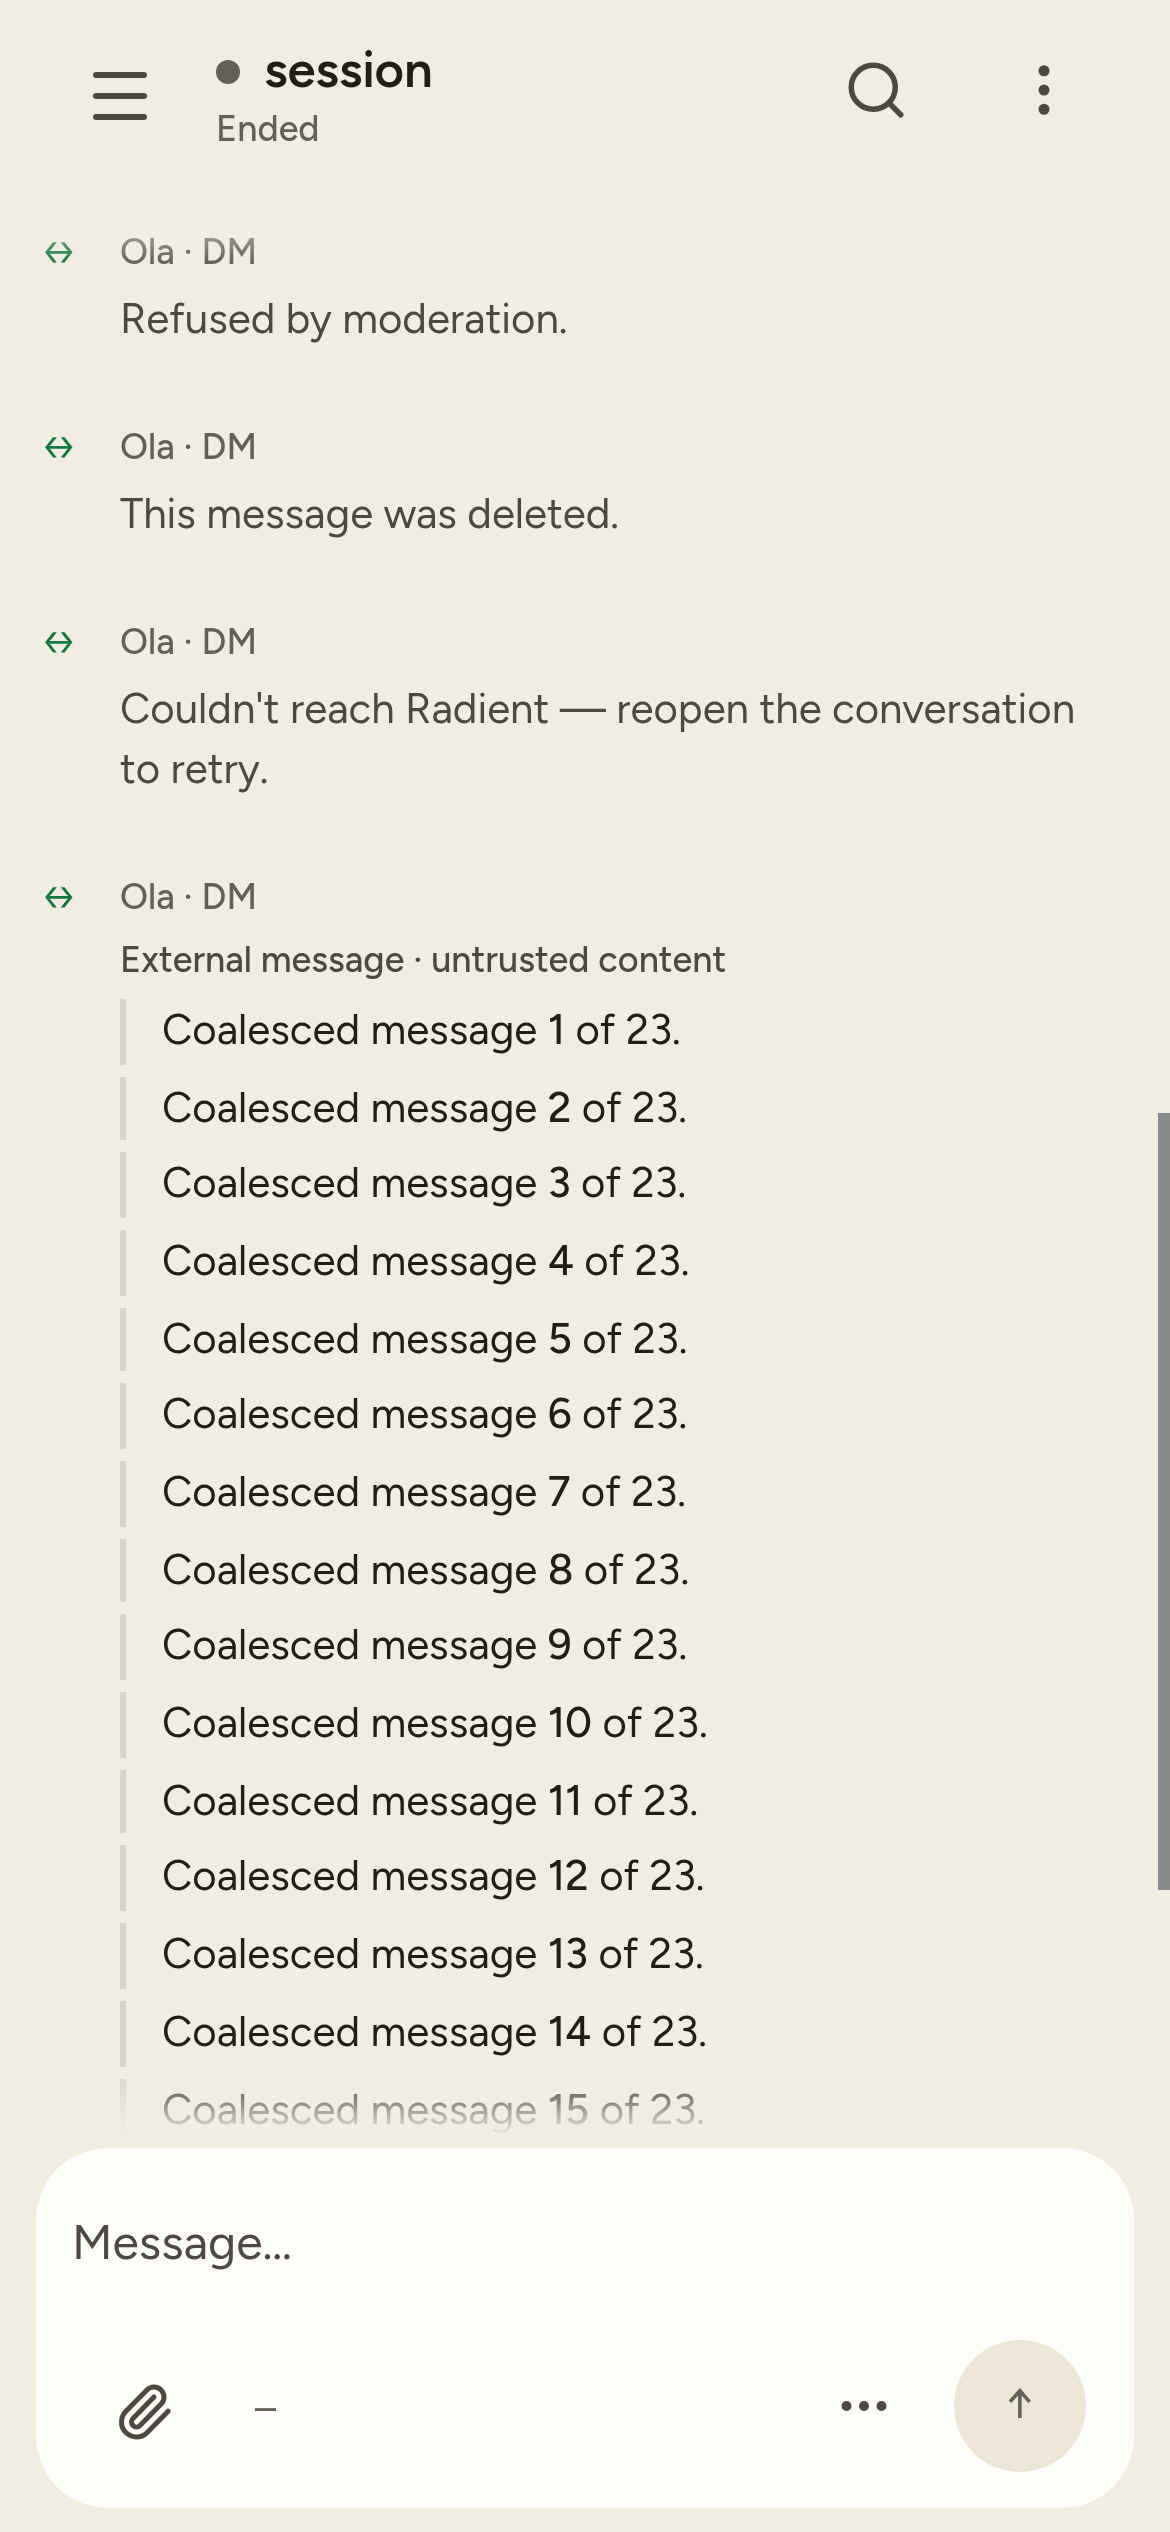 session
Ended
Ola · DM
Refused by moderation.
Ola · DM
This message was deleted.
Ola · DM
Couldn't reach Radient — reopen the conversation
to retry.
Ola · DM
External message · untrusted content
Coalesced message 1 of 23.
Coalesced message 2 of 23.
Coalesced message 3 of 23.
Coalesced message 4 of 23.
Coalesced message 5 of 23.
Coalesced message 6 of 23.
Coalesced message 7 of 23.
Coalesced message 8 of 23.
Coalesced message 9 of 23.
Coalesced message 10 of 23.
Coalesced message 11 of 23.
Coalesced message 12 of 23.
Coalesced message 13 of 23.
Coalesced message 14 of 23.
Coalesced message 15 of 23.
Message...
–